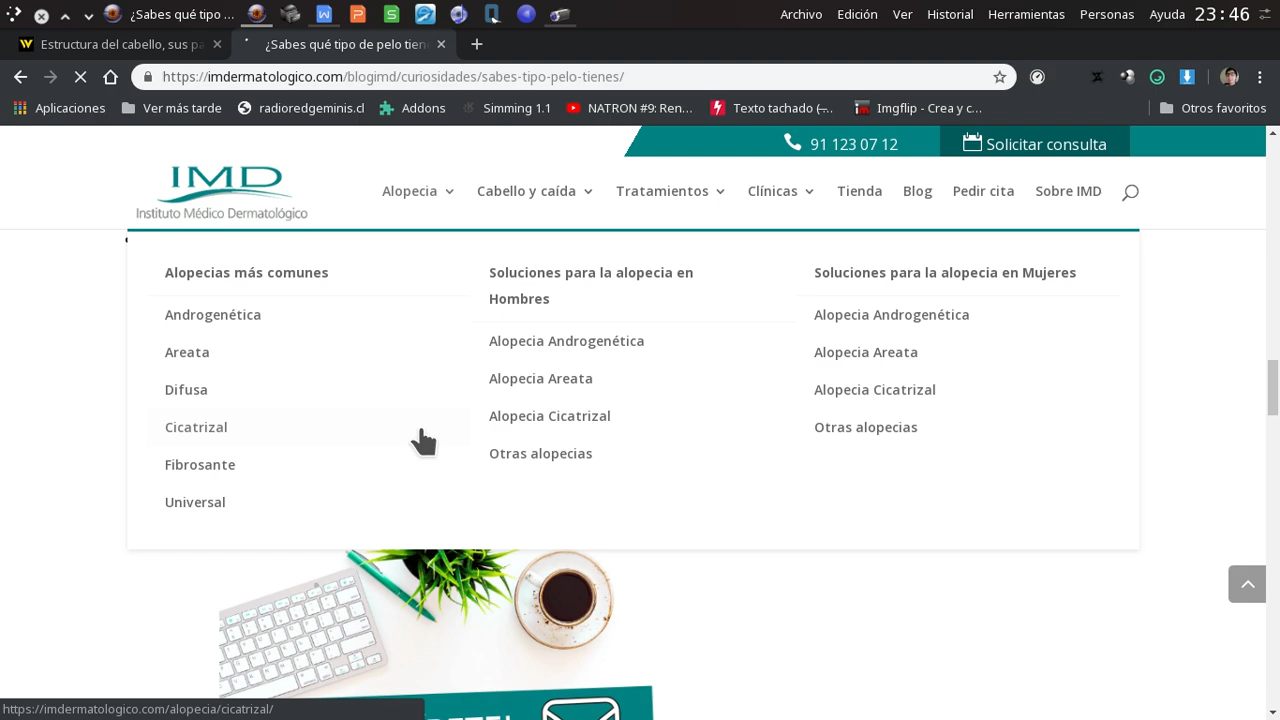 ¿Sabes qué tipo ...
Archivo Edición Ver Historial Herramientas Personas Ayuda 23:46
Estructura del cabello, sus pa
¿Sabes qué tipo de pelo tien
https://imdermatologico.com/blogimd/curiosidades/sabes-tipo-pelo-tienes/
Aplicaciones Ver más tarde radioredgeminis.cl Addons Simming 1.1 NATRON #9: Ren... Texto tachado (... Imgflip - Crea y c... Otros favoritos
91 123 07 12 Solicitar consulta
IMD
Instituto Médico Dermatológico
Alopecia Cabello y caída Tratamientos Clínicas Tienda Blog Pedir cita Sobre IMD
Alopecias más comunes
Androgenética
Areata
Difusa
Cicatrizal
Fibrosante
Universal
Soluciones para la alopecia en
Hombres
Alopecia Androgenética
Alopecia Areata
Alopecia Cicatrizal
Otras alopecias
Soluciones para la alopecia en Mujeres
Alopecia Androgenética
Alopecia Areata
Alopecia Cicatrizal
Otras alopecias
https://imdermatologico.com/alopecia/cicatrizal/